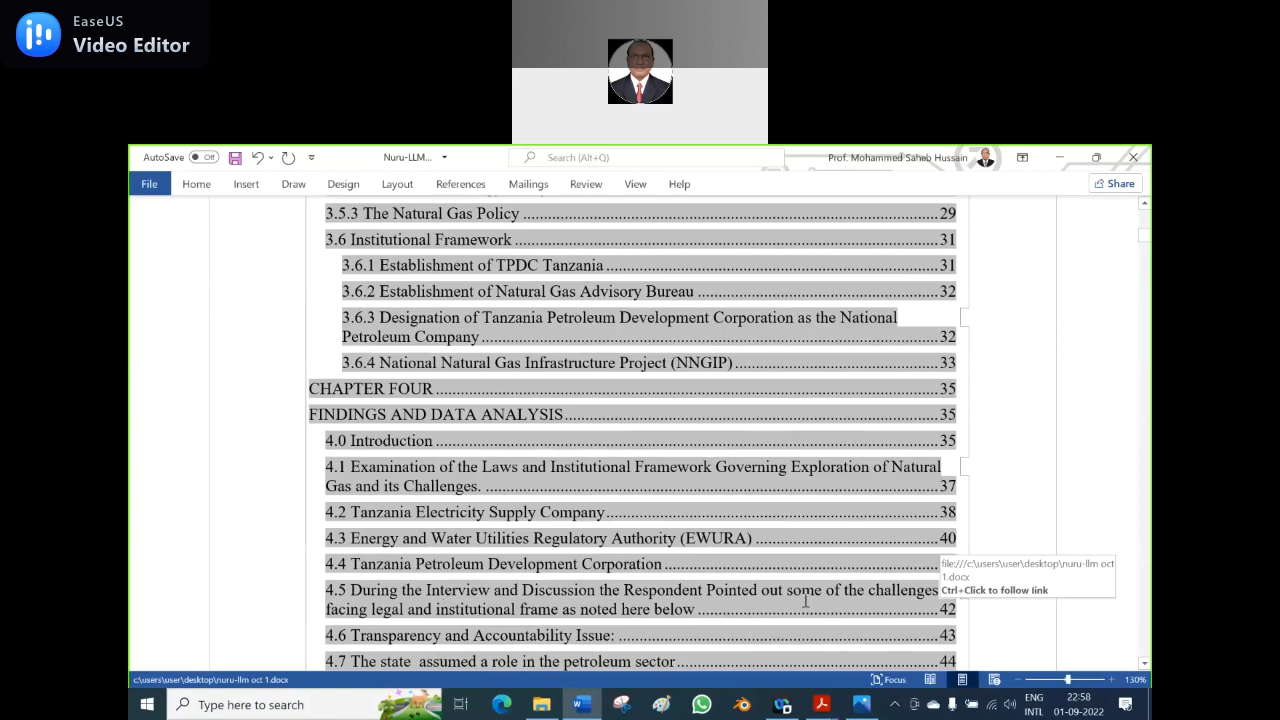 EaseUS
Video Editor
AutoSave Off Nuru-LLM... Search (Alt+Q) Prof. Mohammed Saheb Hussain
File Home Insert Draw Design Layout References Mailings Review View Help Share
3.5.3 The Natural Gas Policy 29
3.6 Institutional Framework 31
3.6.1 Establishment of TPDC Tanzania 31
3.6.2 Establishment of Natural Gas Advisory Bureau 32
3.6.3 Designation of Tanzania Petroleum Development Corporation as the National
Petroleum Company 32
3.6.4 National Natural Gas Infrastructure Project (NNGIP) 33
CHAPTER FOUR 35
FINDINGS AND DATA ANALYSIS 35
4.0 Introduction 35
4.1 Examination of the Laws and Institutional Framework Governing Exploration of Natural
Gas and its Challenges. 37
4.2 Tanzania Electricity Supply Company 38
4.3 Energy and Water Utilities Regulatory Authority (EWURA) 40
4.4 Tanzania Petroleum Development Corporation
file:///c:\users\user\desktop\nuru-llm oct
1.docx
Ctrl+Click to follow link
4.5 During the Interview and Discussion the Respondent Pointed out some of the challenges
facing legal and institutional frame as noted here below 42
4.6 Transparency and Accountability Issue: 43
4.7 The state assumed a role in the petroleum sector 44
c:\users\user\desktop\nuru-llm oct 1.docx Focus 130%
Type here to search
ENG 22:58
INTL 01-09-2022